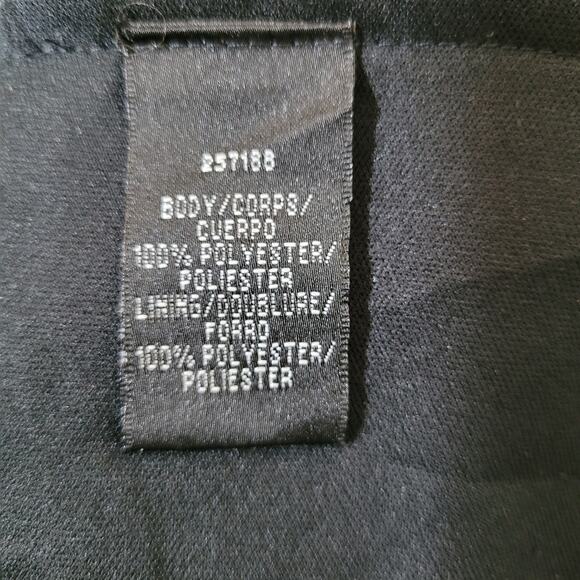 257188
BODY/CORPS/
CUERPO
100% POLYESTER/
POLIESTER
LINING/DOUBLURE/
FORRO
100% POLYESTER/
POLIESTER